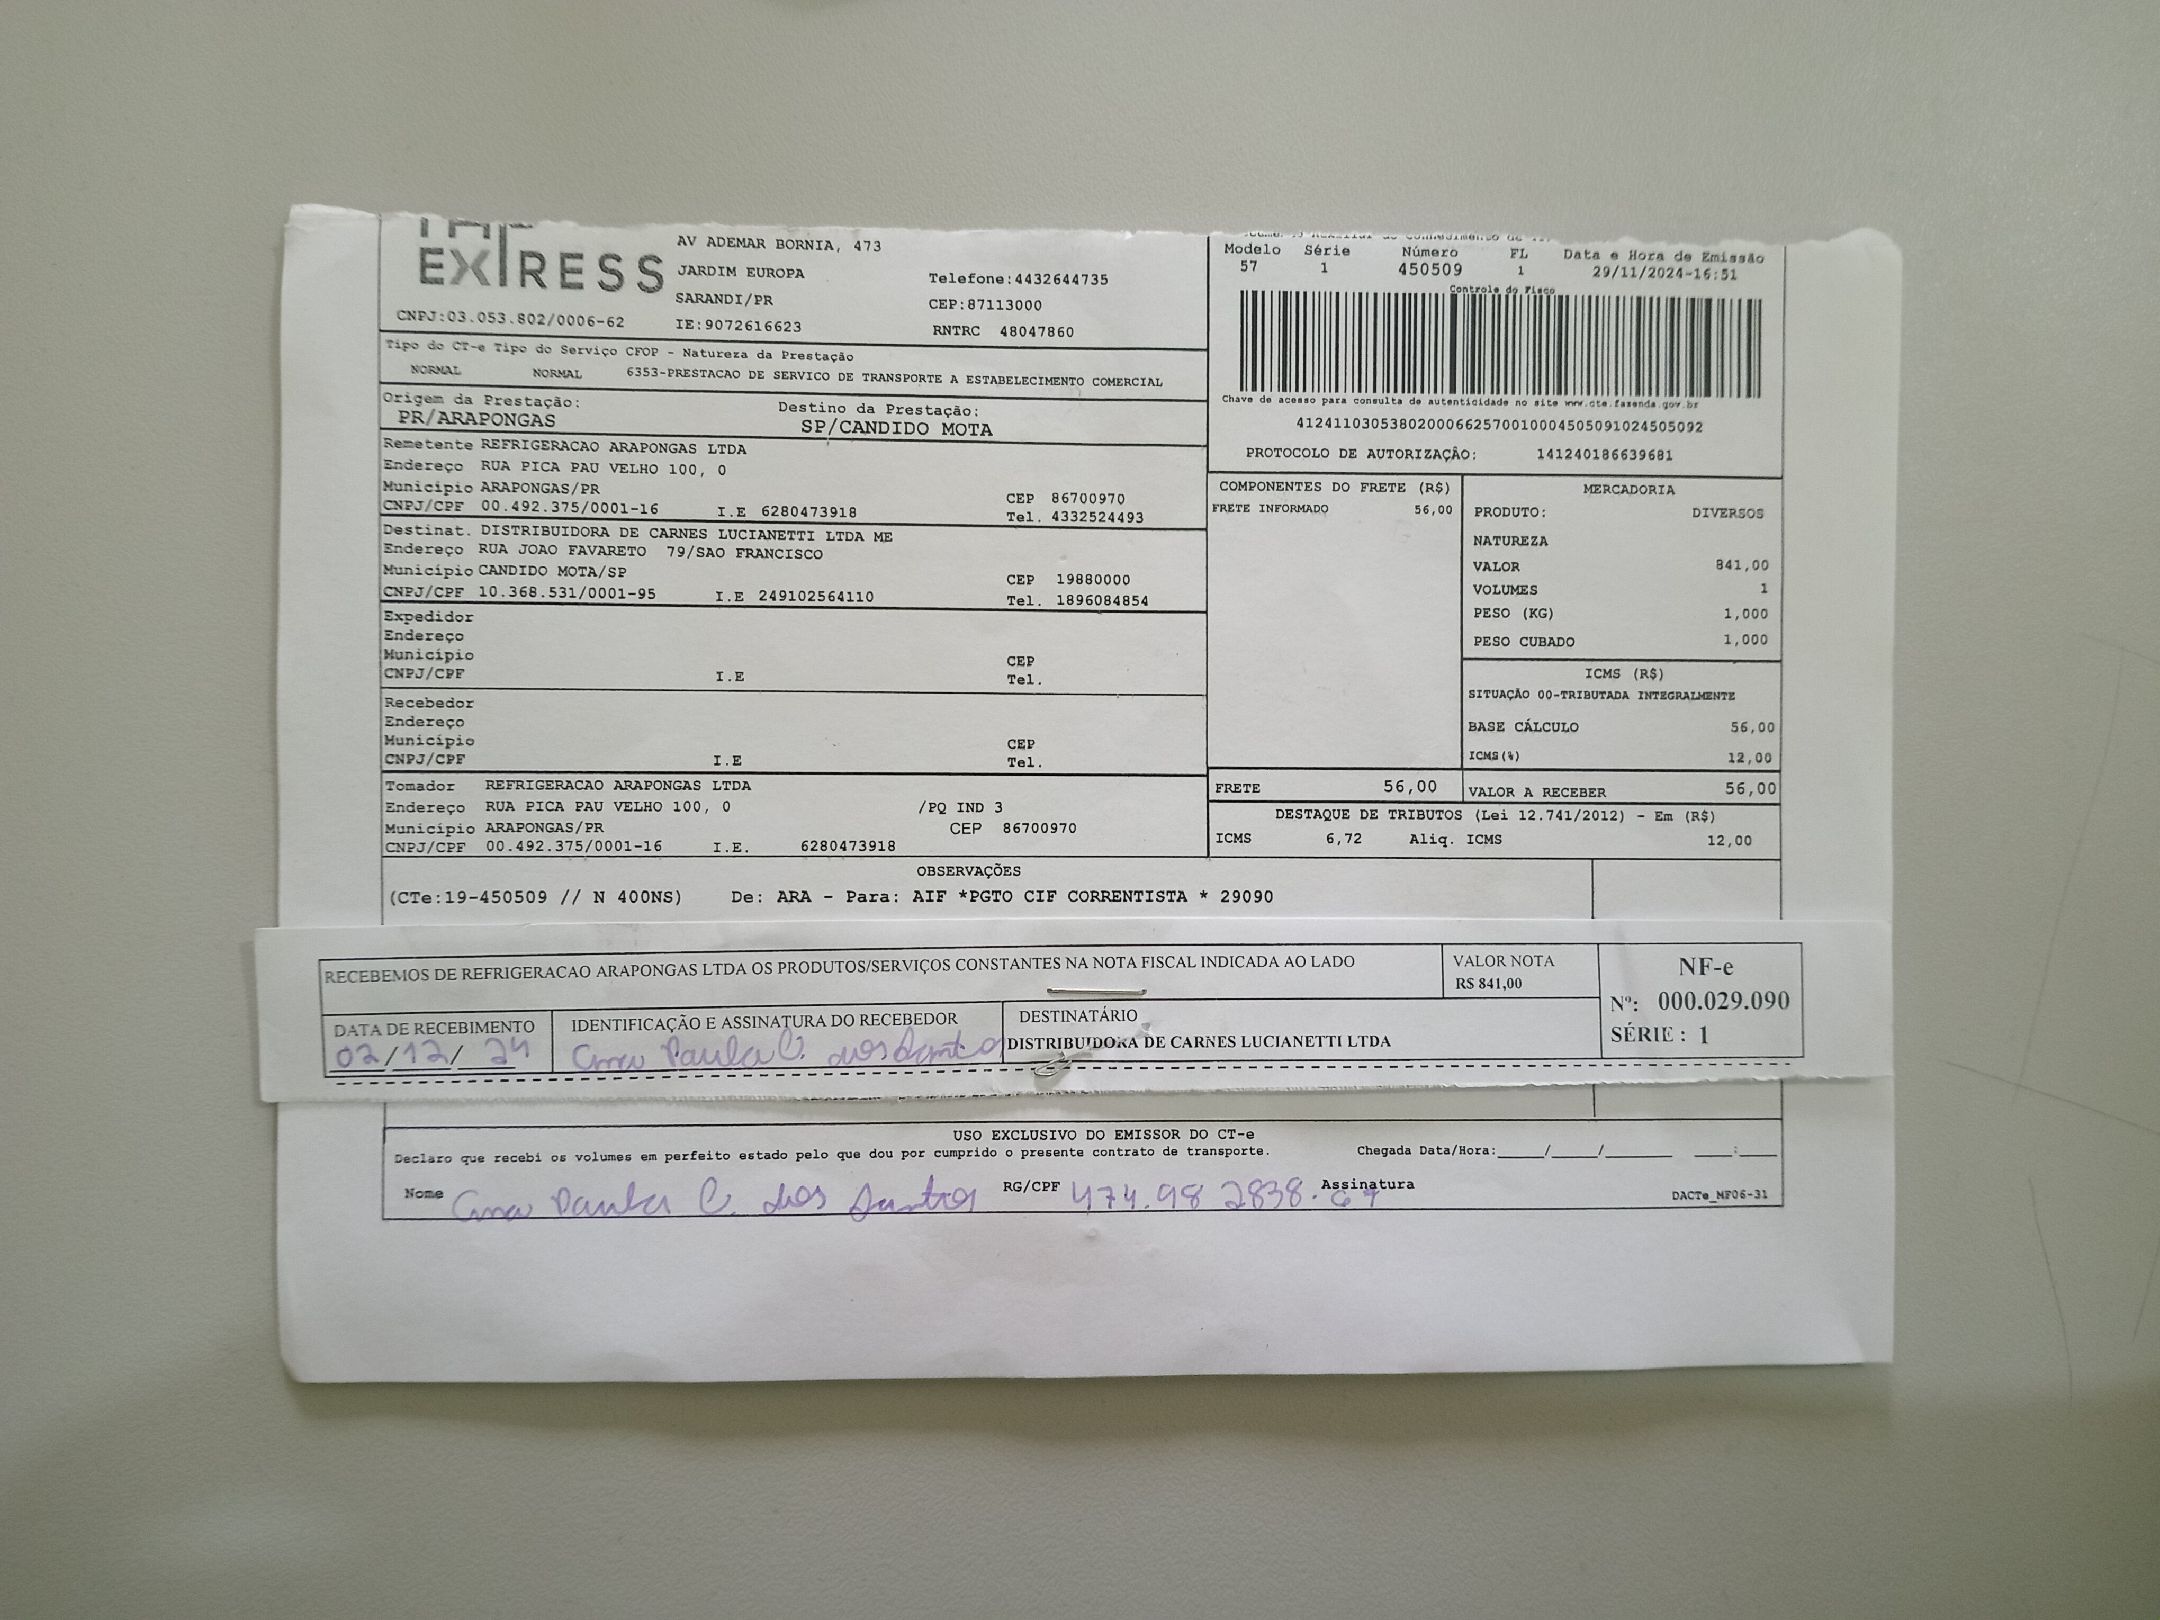 EXPRESS
CNPJ:03.053.802/0006-62
AV ADEMAR BORNIA, 473
JARDIM EUROPA
SARANDI/PR
IE:9072616623
Telefone:4432644735
CEP:87113000
RNTRC 48047860
Modelo Série Número FL Data e Hora de Emissão
57 1 450509 1 29/11/2024-16:51
Controle do Fisco
Chave de acesso para consulta de autenticidade no site www.cte.fazenda.gov.br
41241103053802000662570010004505091024505092
PROTOCOLO DE AUTORIZAÇÃO: 141240186639681
Tipo do CT-e Tipo do Serviço CFOP - Natureza da Prestação
NORMAL NORMAL 6353-PRESTACAO DE SERVICO DE TRANSPORTE A ESTABELECIMENTO COMERCIAL
Origem da Prestação: Destino da Prestação:
PR/ARAPONGAS SP/CANDIDO MOTA
Remetente REFRIGERACAO ARAPONGAS LTDA
Endereço RUA PICA PAU VELHO 100, 0
Município ARAPONGAS/PR CEP 86700970
CNPJ/CPF 00.492.375/0001-16 I.E 6280473918 Tel. 4332524493
Destinat. DISTRIBUIDORA DE CARNES LUCIANETTI LTDA ME
Endereço RUA JOAO FAVARETO 79/SAO FRANCISCO
Município CANDIDO MOTA/SP CEP 19880000
CNPJ/CPF 10.368.531/0001-95 I.E 249102564110 Tel. 1896084854
Expedidor
Endereço
Município CEP
CNPJ/CPF I.E Tel.
Recebedor
Endereço
Município CEP
CNPJ/CPF I.E Tel.
Tomador REFRIGERACAO ARAPONGAS LTDA
Endereço RUA PICA PAU VELHO 100, 0 /PQ IND 3
Município ARAPONGAS/PR CEP 86700970
CNPJ/CPF 00.492.375/0001-16 I.E. 6280473918
COMPONENTES DO FRETE (R$)
FRETE INFORMADO 56,00
MERCADORIA
PRODUTO: DIVERSOS
NATUREZA
VALOR 841,00
VOLUMES 1
PESO (KG) 1,000
PESO CUBADO 1,000
ICMS (R$)
SITUAÇÃO 00-TRIBUTADA INTEGRALMENTE
BASE CÁLCULO 56,00
ICMS(%) 12,00
FRETE 56,00 VALOR A RECEBER 56,00
DESTAQUE DE TRIBUTOS (Lei 12.741/2012) - Em (R$)
ICMS 6,72 Aliq. ICMS 12,00
OBSERVAÇÕES
(CTe:19-450509 // N 400NS) De: ARA - Para: AIF *PGTO CIF CORRENTISTA * 29090
RECEBEMOS DE REFRIGERACAO ARAPONGAS LTDA OS PRODUTOS/SERVIÇOS CONSTANTES NA NOTA FISCAL INDICADA AO LADO
VALOR NOTA
R$ 841,00
NF-e
Nº: 000.029.090
SÉRIE : 1
DATA DE RECEBIMENTO
02/12/24
IDENTIFICAÇÃO E ASSINATURA DO RECEBEDOR
Ana Paula C. dos Santos
DESTINATÁRIO
DISTRIBUIDORA DE CARNES LUCIANETTI LTDA
USO EXCLUSIVO DO EMISSOR DO CT-e
Declaro que recebi os volumes em perfeito estado pelo que dou por cumprido o presente contrato de transporte. Chegada Data/Hora:____/____/______ ___:___
Nome Ana Paula C. dos Santos RG/CPF 474.98 2838. 67 Assinatura
DACTe_MF06-31